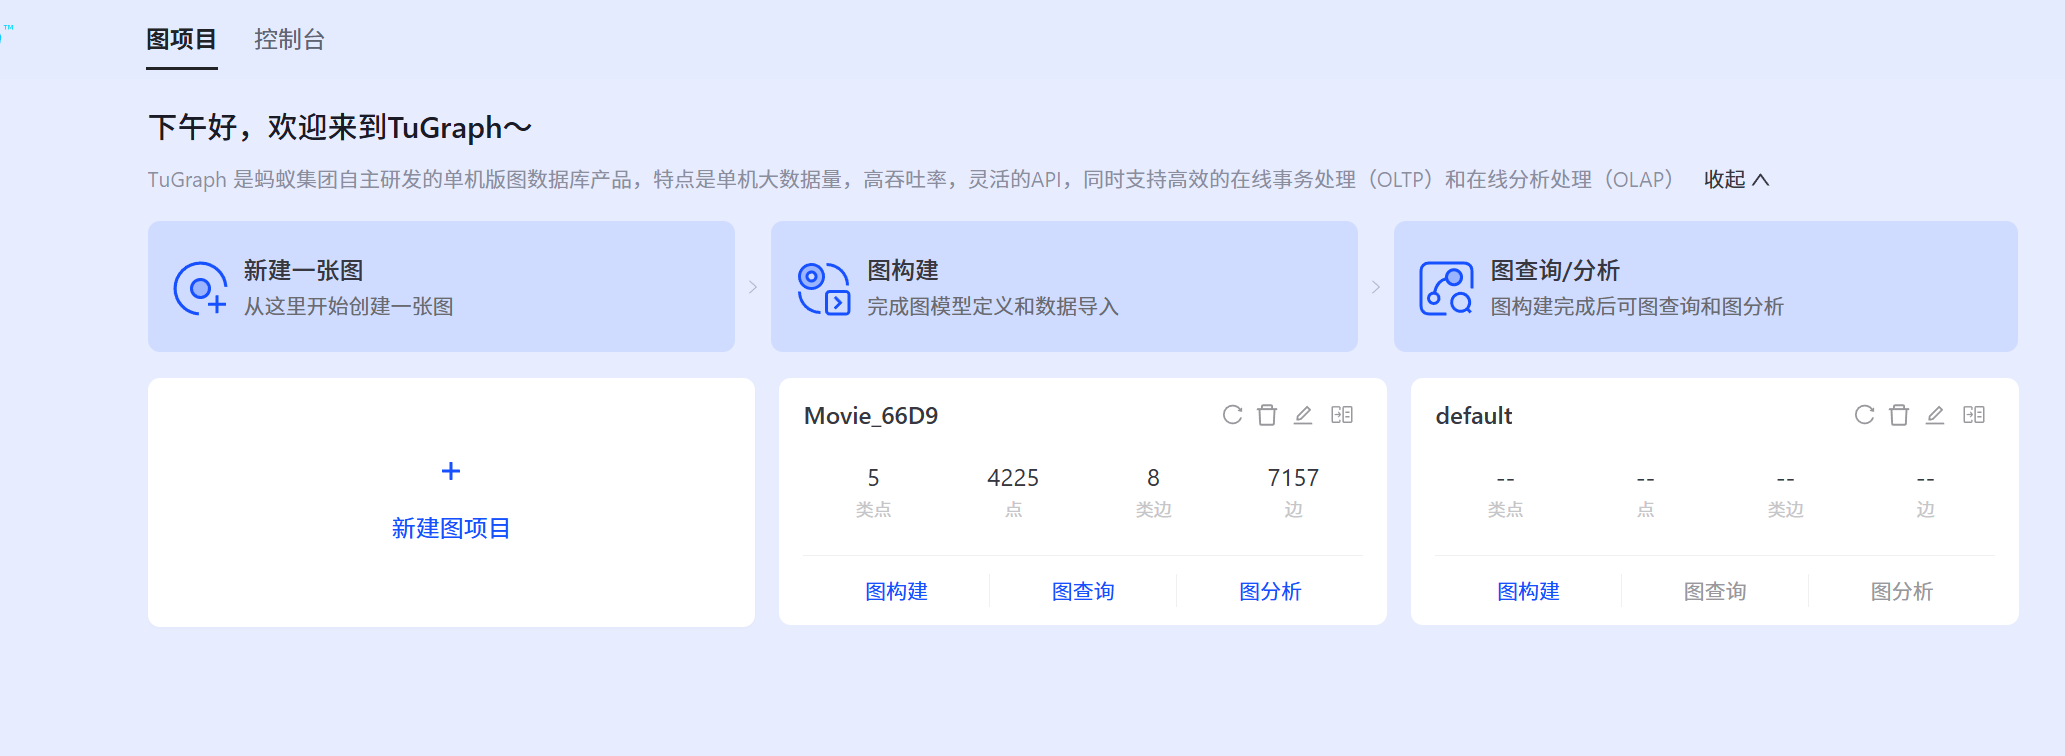 ™
图项目 控制台
下午好，欢迎来到TuGraph～
TuGraph 是蚂蚁集团自主研发的单机版图数据库产品，特点是单机大数据量，高吞吐率，灵活的API，同时支持高效的在线事务处理（OLTP）和在线分析处理（OLAP） 收起
新建一张图
从这里开始创建一张图
图构建
完成图模型定义和数据导入
图查询/分析
图构建完成后可图查询和图分析
+
新建图项目
Movie_66D9
5 4225 8 7157
类点 点 类边 边
图构建 图查询 图分析
default
-- -- -- --
类点 点 类边 边
图构建 图查询 图分析